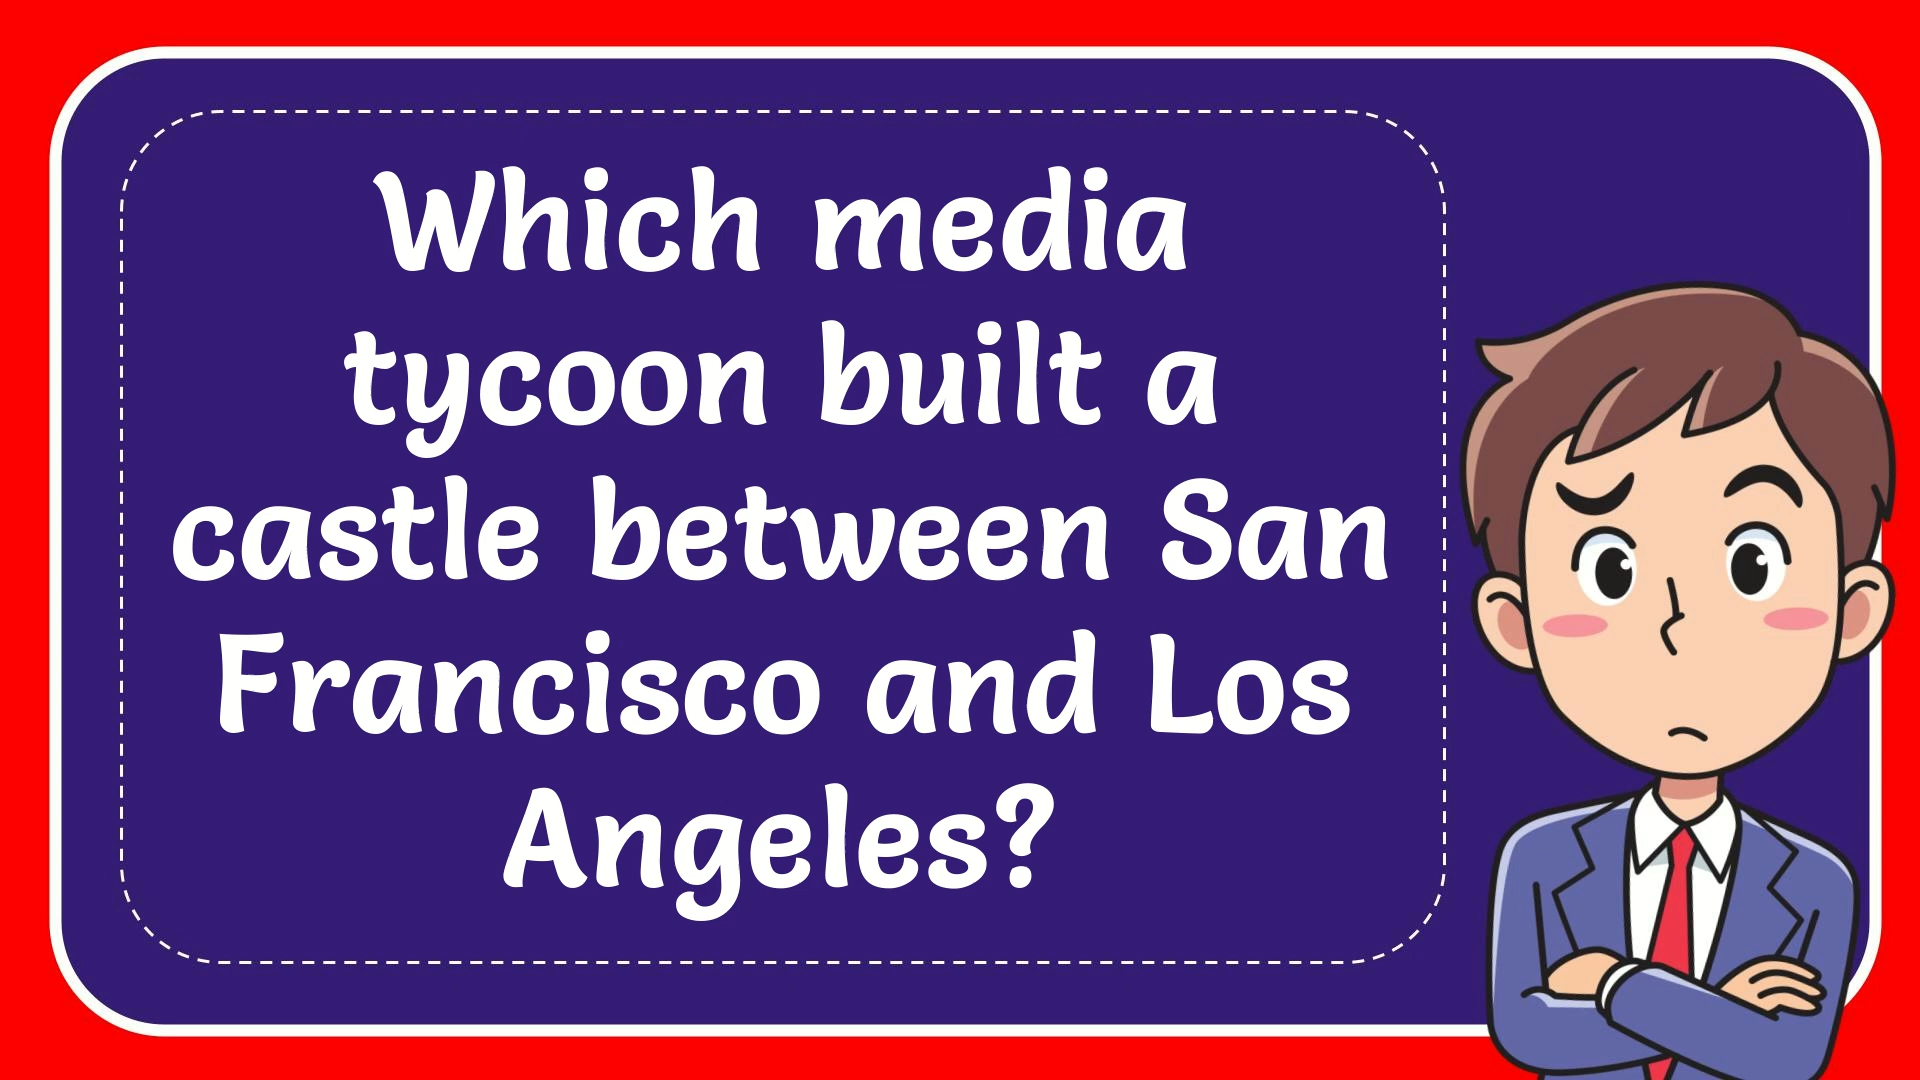 Which media
tycoon built a
castle between San
Francisco and Los
Angeles?